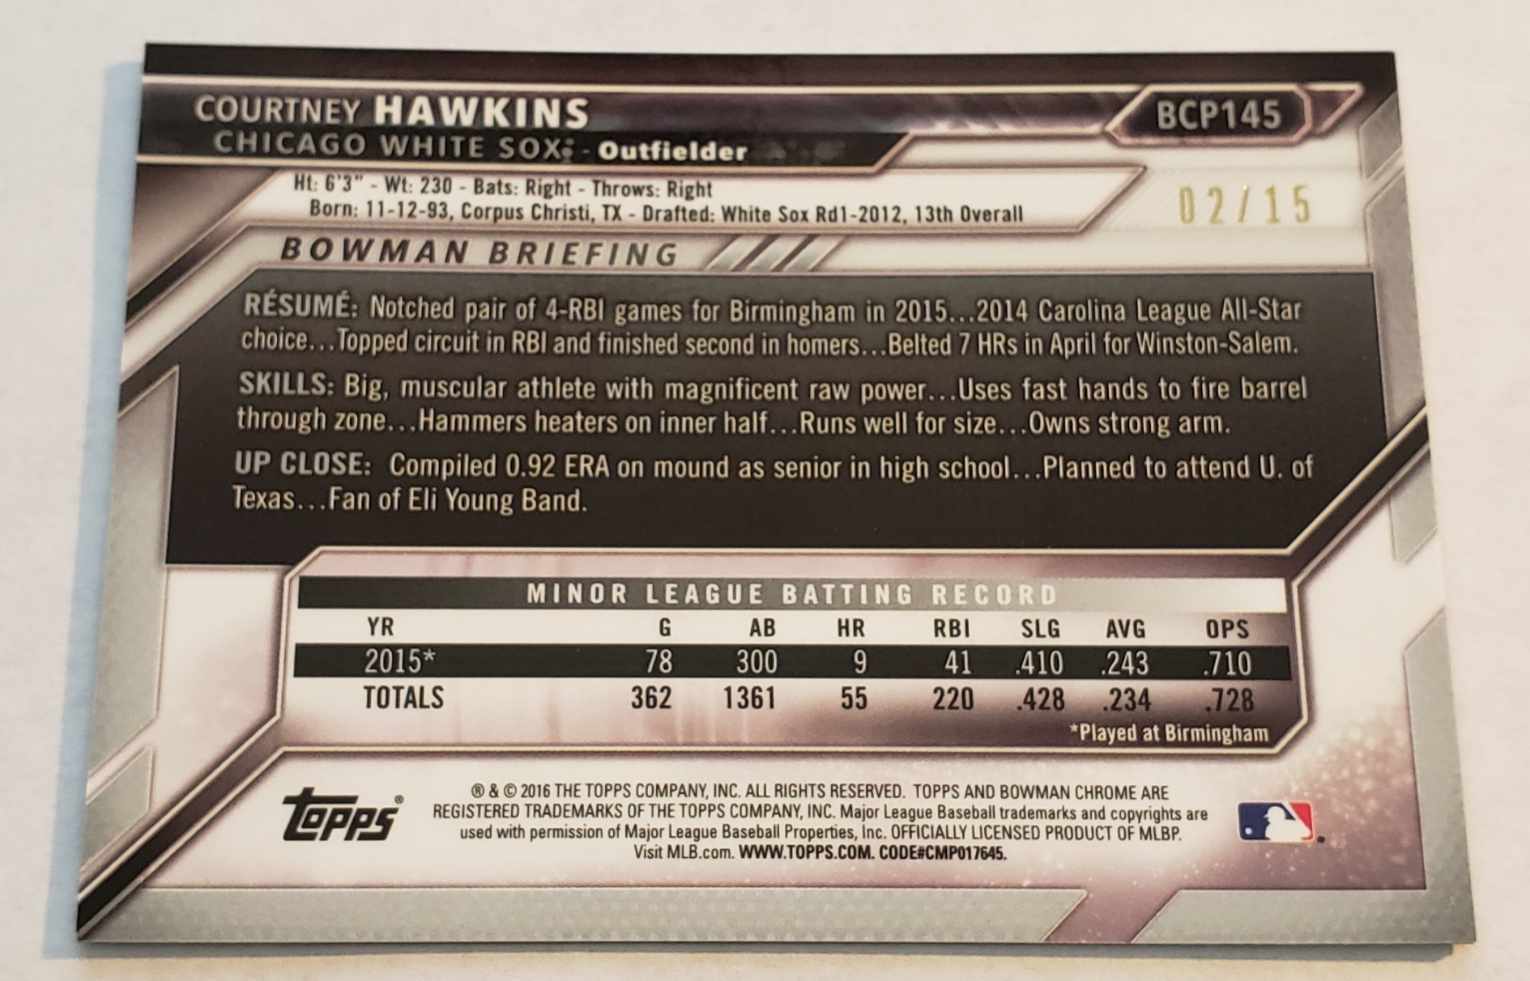 COURTNEY HAWKINS
BCP145
CHICAGO WHITE SOX® - Outfielder
Ht: 6'3" - Wt: 230 - Bats: Right - Throws: Right
Born: 11-12-93, Corpus Christi, TX - Drafted: White Sox Rd1-2012, 13th Overall
02/15
BOWMAN BRIEFING
RÉSUMÉ: Notched pair of 4-RBI games for Birmingham in 2015...2014 Carolina League All-Star
choice...Topped circuit in RBI and finished second in homers...Belted 7 HRs in April for Winston-Salem.
SKILLS: Big, muscular athlete with magnificent raw power...Uses fast hands to fire barrel
through zone...Hammers heaters on inner half...Runs well for size...Owns strong arm.
UP CLOSE: Compiled 0.92 ERA on mound as senior in high school...Planned to attend U. of
Texas...Fan of Eli Young Band.
MINOR LEAGUE BATTING RECORD
YR G AB HR RBI SLG AVG OPS
2015* 78 300 9 41 .410 .243 .710
TOTALS 362 1361 55 220 .428 .234 .728
*Played at Birmingham
Topps®
® & © 2016 THE TOPPS COMPANY, INC. ALL RIGHTS RESERVED. TOPPS AND BOWMAN CHROME ARE
REGISTERED TRADEMARKS OF THE TOPPS COMPANY, INC. Major League Baseball trademarks and copyrights are
used with permission of Major League Baseball Properties, Inc. OFFICIALLY LICENSED PRODUCT OF MLBP.
Visit MLB.com. WWW.TOPPS.COM. CODE#CMP017645.